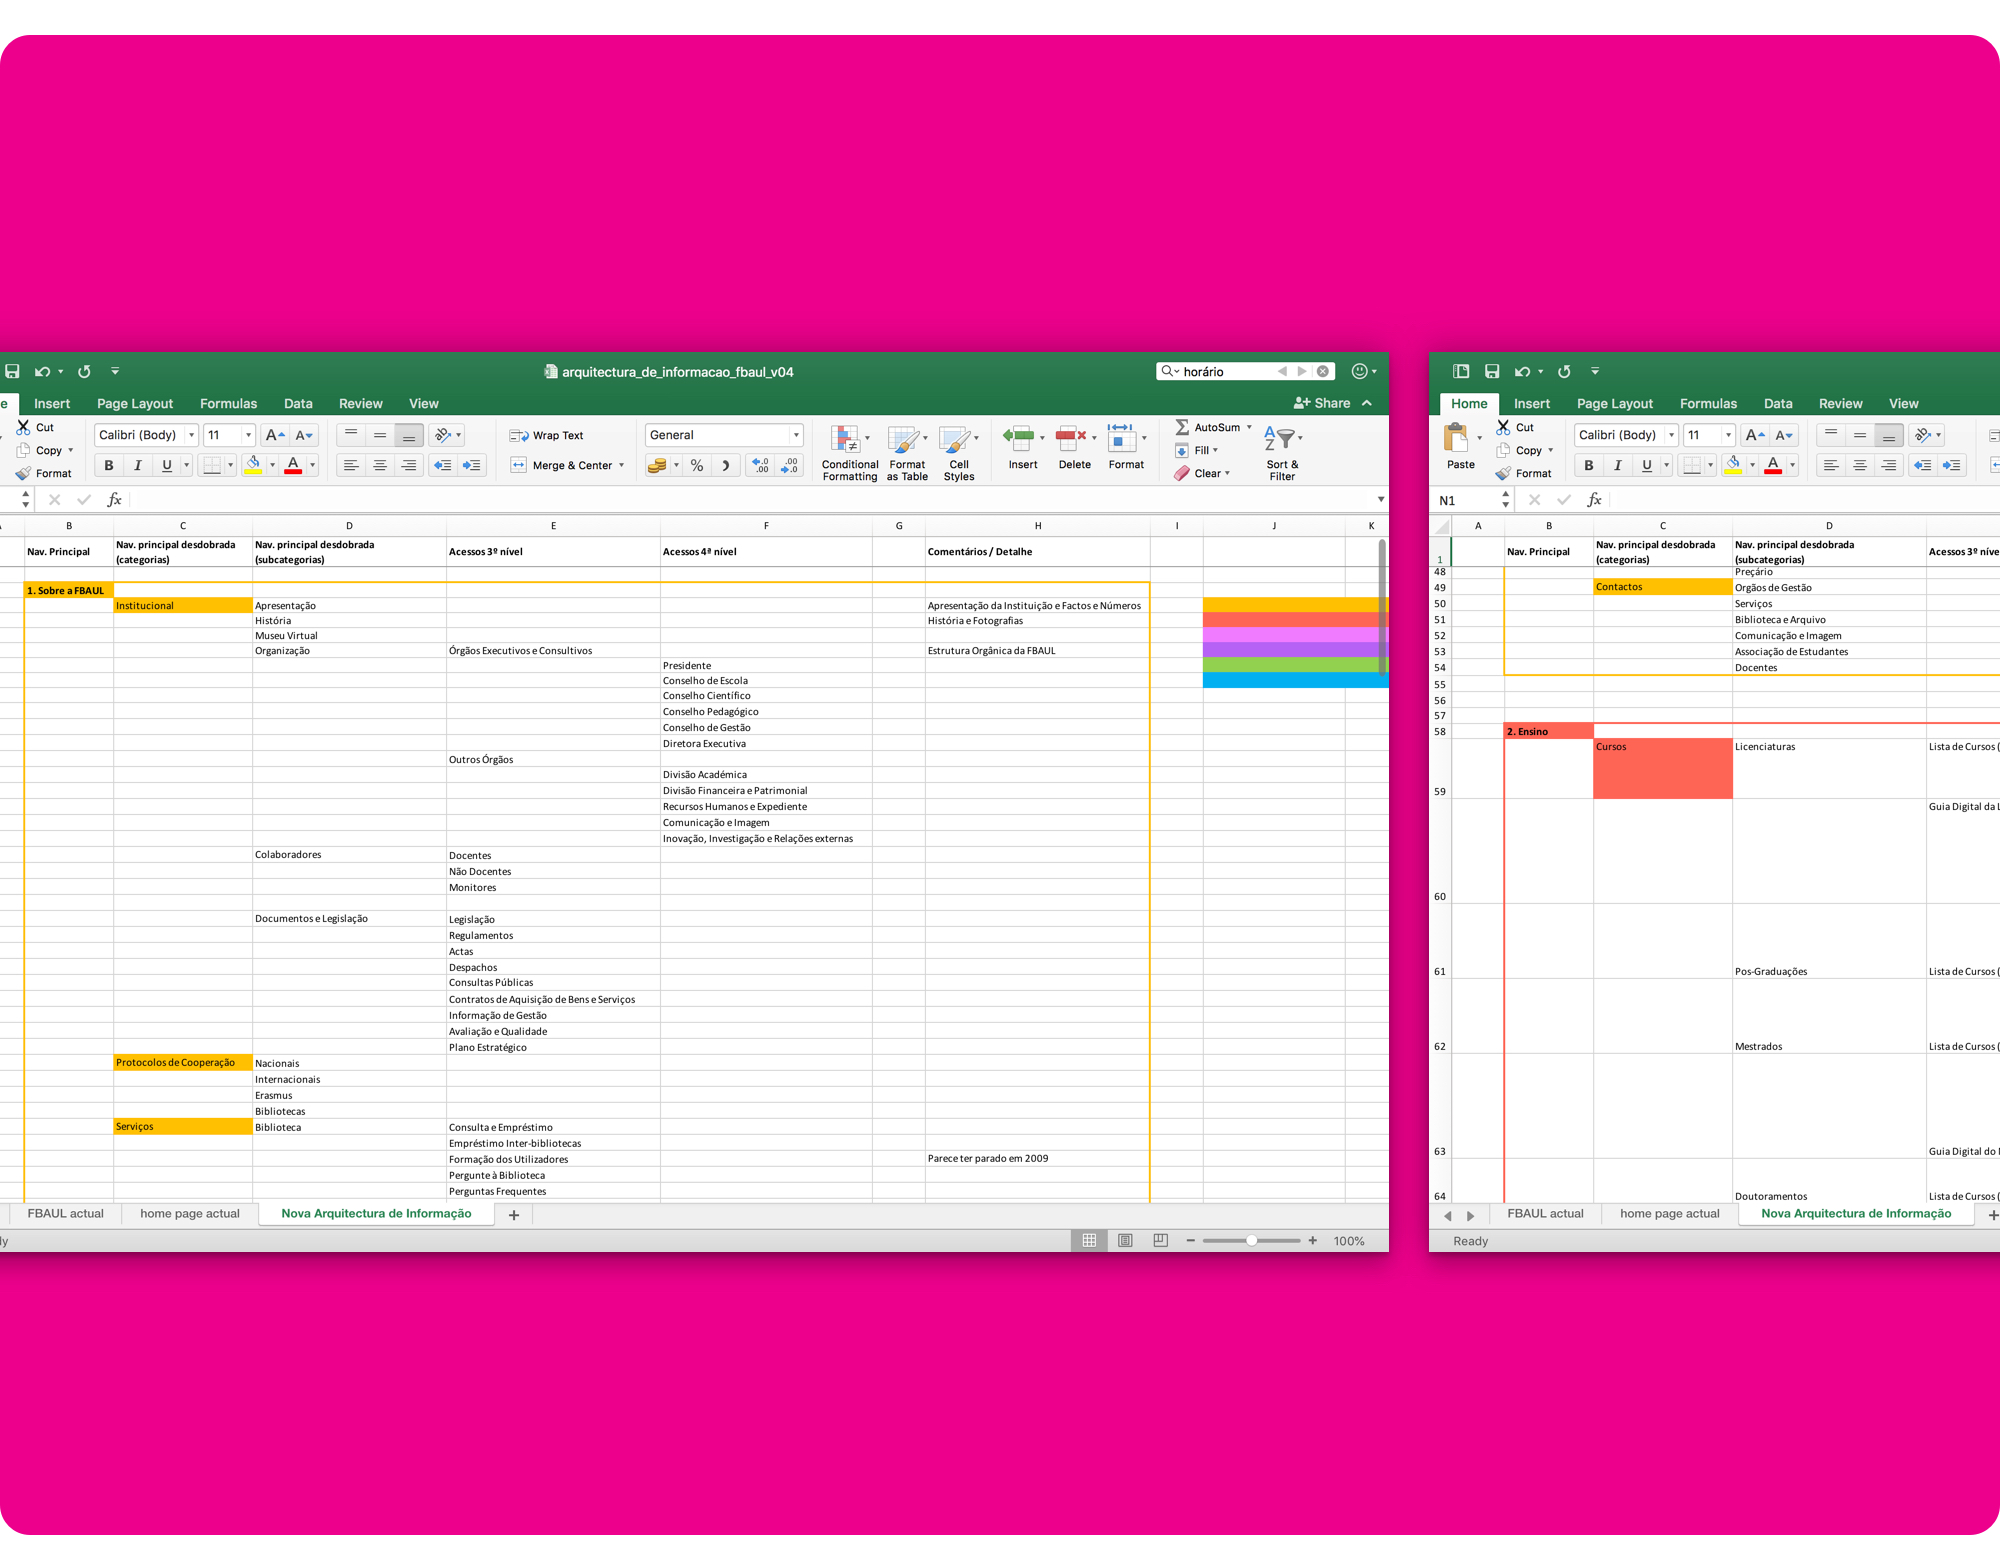 arquitectura_de_informacao_fbaul_v04
horário
Insert Page Layout Formulas Data Review View
Share
Cut
Copy
Format
Calibri (Body) 11
Wrap Text
Merge & Center
General
Conditional Formatting
Format as Table
Cell Styles
Insert
Delete
Format
AutoSum
Fill
Clear
Sort & Filter
B C D E F G H I J K
Nav. Principal
Nav. principal desdobrada (categorias)
Nav. principal desdobrada (subcategorias)
Acessos 3º nível
Acessos 4ª nível
Comentários / Detalhe
1. Sobre a FBAUL
Institucional Apresentação Apresentação da Instituição e Factos e Números
História História e Fotografias
Museu Virtual
Organização Órgãos Executivos e Consultivos Estrutura Orgânica da FBAUL
Presidente
Conselho de Escola
Conselho Científico
Conselho Pedagógico
Conselho de Gestão
Diretora Executiva
Outros Órgãos
Divisão Académica
Divisão Financeira e Patrimonial
Recursos Humanos e Expediente
Comunicação e Imagem
Inovação, Investigação e Relações externas
Colaboradores Docentes
Não Docentes
Monitores
Documentos e Legislação Legislação
Regulamentos
Actas
Despachos
Consultas Públicas
Contratos de Aquisição de Bens e Serviços
Informação de Gestão
Avaliação e Qualidade
Plano Estratégico
Protocolos de Cooperação Nacionais
Internacionais
Erasmus
Bibliotecas
Serviços Biblioteca Consulta e Empréstimo
Empréstimo Inter-bibliotecas
Formação dos Utilizadores Parece ter parado em 2009
Pergunte à Biblioteca
Perguntas Frequentes
FBAUL actual home page actual Nova Arquitectura de Informação
100%
Home Insert Page Layout Formulas Data Review View
Paste
Cut
Copy
Format
Calibri (Body) 11
N1
A B C D
1 Nav. Principal
Nav. principal desdobrada (categorias)
Nav. principal desdobrada (subcategorias)
Acessos 3º níve
48 Preçário
49 Contactos Orgãos de Gestão
50 Serviços
51 Biblioteca e Arquivo
52 Comunicação e Imagem
53 Associação de Estudantes
54 Docentes
55
56
57
58 2. Ensino
59 Cursos Licenciaturas Lista de Cursos (
60 Guia Digital da L
61 Pos-Graduações Lista de Cursos (
62 Mestrados Lista de Cursos (
63 Guia Digital do
64 Doutoramentos Lista de Cursos (
FBAUL actual home page actual Nova Arquitectura de Informação
Ready